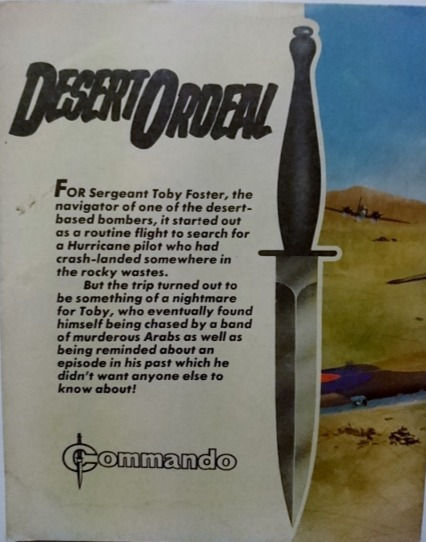 DESERT ORDEAL
FOR Sergeant Toby Foster, the
navigator of one of the desert-
based bombers, it started out
as a routine flight to search for
a Hurricane pilot who had
crash-landed somewhere in
the rocky wastes.
But the trip turned out to
be something of a nightmare
for Toby, who eventually found
himself being chased by a band
of murderous Arabs as well as
being reminded about an
episode in his past which he
didn't want anyone else to
know about!
Commando